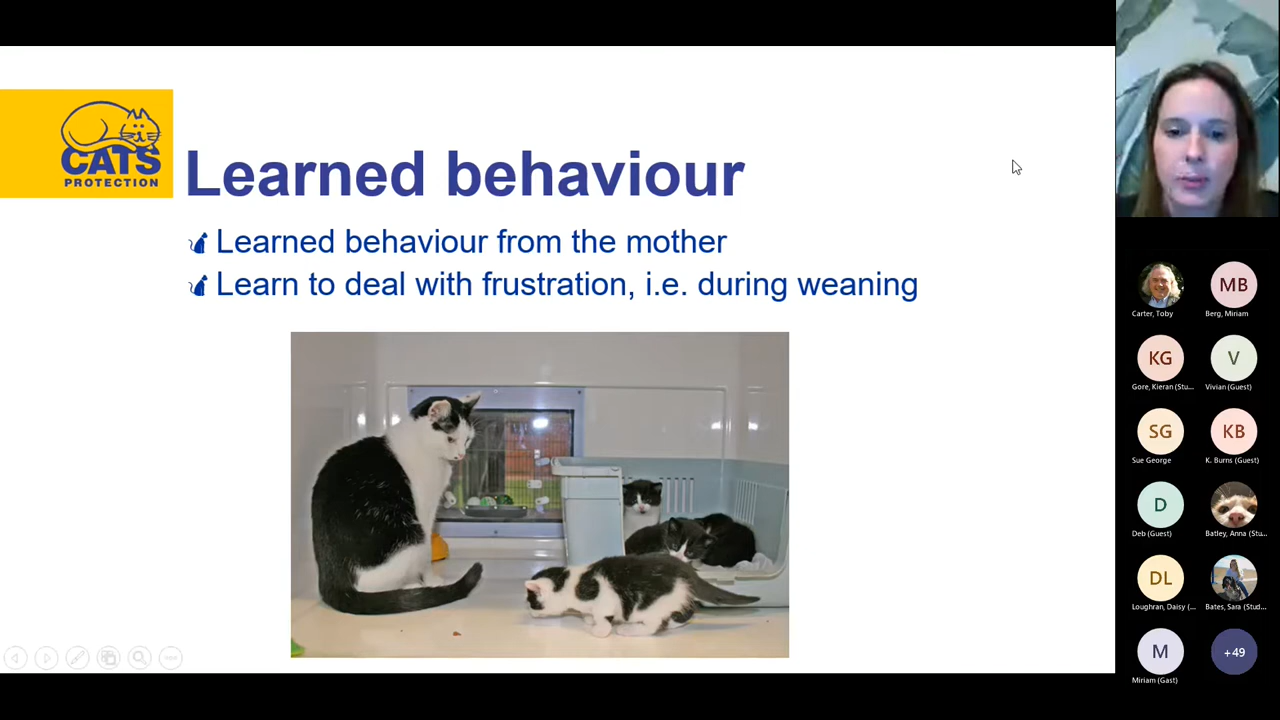 CATS
PROTECTION
Learned behaviour
Learned behaviour from the mother
Learn to deal with frustration, i.e. during weaning
Carter, Toby
MB
Berg, Miriam
KG
Gore, Kieran (Stu...
V
Vivian (Guest)
SG
Sue George
KB
K. Burns (Guest)
D
Deb (Guest)
Batley, Anna (Stu...
DL
Loughran, Daisy (...
Bates, Sara (Stud...
M
Miriam (Gast)
+49